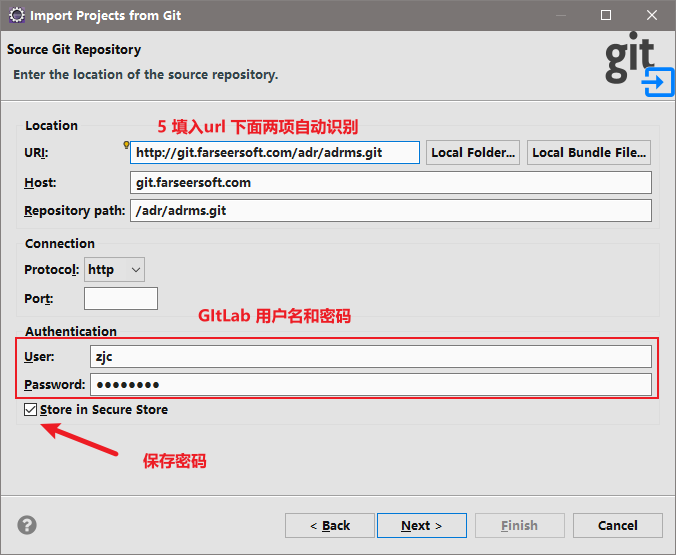 Import Projects from Git
Source Git Repository
Enter the location of the source repository.
git
Location
5 填入url 下面两项自动识别
URI:
http://git.farseersoft.com/adr/adrms.git
Local Folder...
Local Bundle File...
Host:
git.farseersoft.com
Repository path:
/adr/adrms.git
Connection
Protocol:
http
Port:
GItLab 用户名和密码
Authentication
User:
zjc
Password:
●●●●●●●●
Store in Secure Store
保存密码
?
< Back
Next >
Finish
Cancel